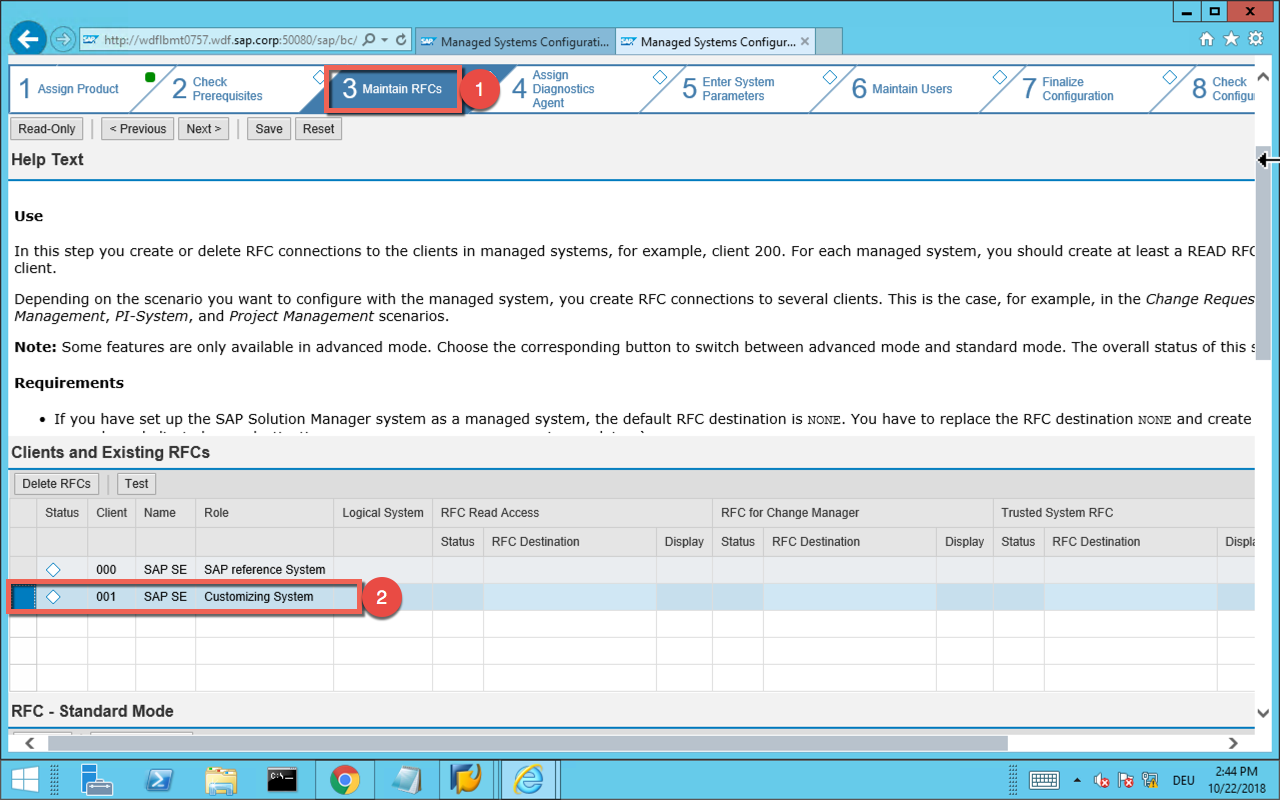 http://wdflbmt0757.wdf.sap.corp:50080/sap/bc/
SAP Managed Systems Configurati...
SAP Managed Systems Configur...
1 Assign Product
2 Check Prerequisites
3 Maintain RFCs
1
4 Assign Diagnostics Agent
5 Enter System Parameters
6 Maintain Users
7 Finalize Configuration
8 Check Configu
Read-Only
< Previous
Next >
Save
Reset
Help Text
Use
In this step you create or delete RFC connections to the clients in managed systems, for example, client 200. For each managed system, you should create at least a READ RFC
client.
Depending on the scenario you want to configure with the managed system, you create RFC connections to several clients. This is the case, for example, in the Change Reques
Management, PI-System, and Project Management scenarios.
Note: Some features are only available in advanced mode. Choose the corresponding button to switch between advanced mode and standard mode. The overall status of this s
Requirements
• If you have set up the SAP Solution Manager system as a managed system, the default RFC destination is NONE. You have to replace the RFC destination NONE and create
Clients and Existing RFCs
Delete RFCs
Test
Status Client Name Role Logical System RFC Read Access RFC for Change Manager Trusted System RFC
Status RFC Destination Display Status RFC Destination Display Status RFC Destination Displa
000 SAP SE SAP reference System
001 SAP SE Customizing System
2
RFC - Standard Mode
DEU
2:44 PM
10/22/2018